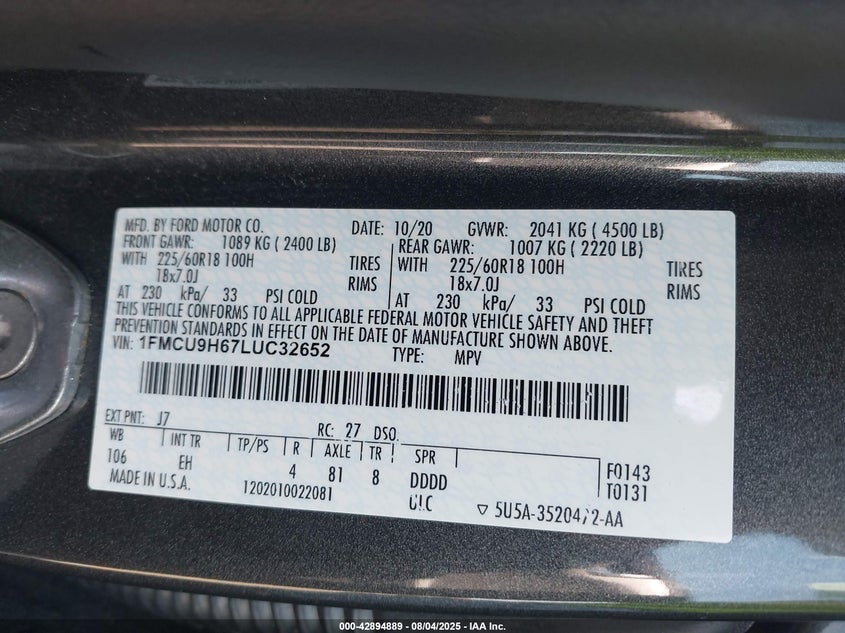 MFD. BY FORD MOTOR CO. DATE: 10/20 GVWR: 2041 KG ( 4500 LB)
FRONT GAWR: 1089 KG ( 2400 LB) REAR GAWR: 1007 KG ( 2220 LB)
WITH 225/60R18 100H TIRES WITH 225/60R18 100H TIRES
18x7.0J RIMS 18x7.0J RIMS
AT 230 kPa/ 33 PSI COLD AT 230 kPa/ 33 PSI COLD
THIS VEHICLE CONFORMS TO ALL APPLICABLE FEDERAL MOTOR VEHICLE SAFETY AND THEFT
PREVENTION STANDARDS IN EFFECT ON THE DATE OF MANUFACTURE SHOWN ABOVE.
VIN: 1FMCU9H67LUC32652 TYPE: MPV
EXT PNT: J7 RC: 27 DSO:
WB INT TR TP/PS R AXLE TR SPR
106 EH 4 81 8 DDDD F0143
MADE IN U.S.A. 1202010022081 T0131
▽ 5U5A-3520472-AA
000-42894889 - 08/04/2025 - IAA Inc.